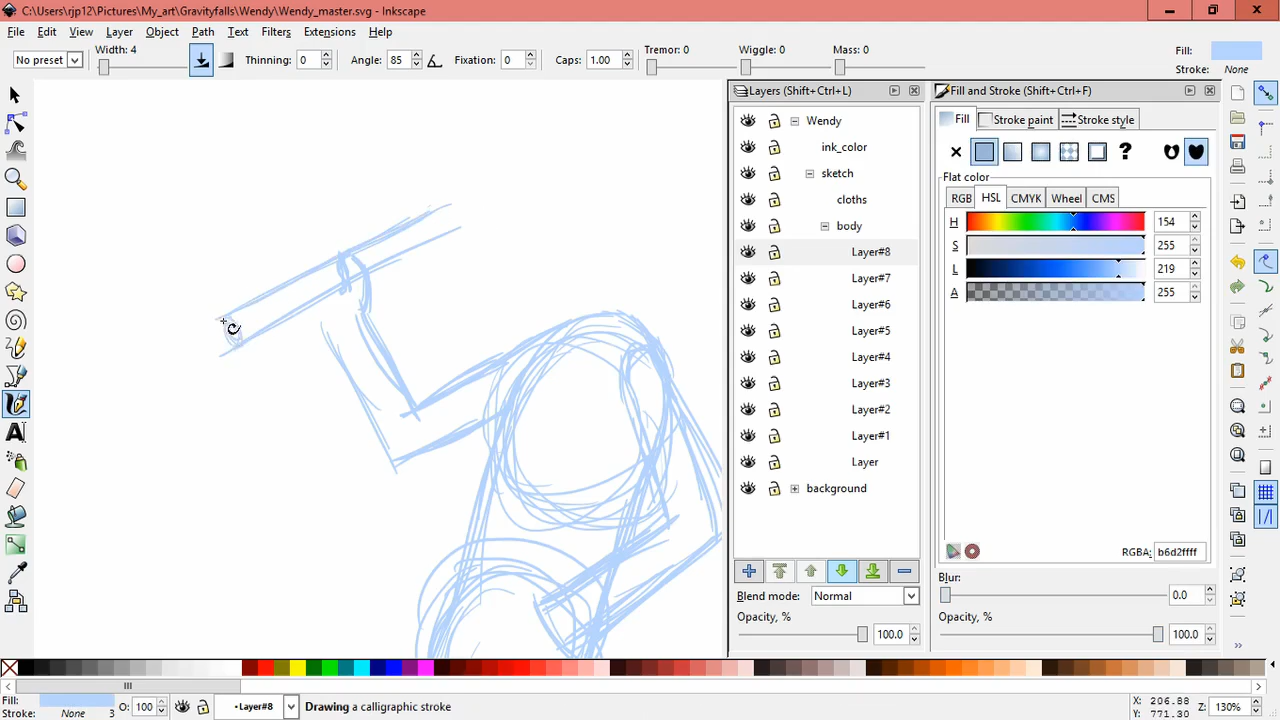 C:\Users\rjp12\Pictures\My_art\Gravityfalls\Wendy\Wendy_master.svg - Inkscape
File Edit View Layer Object Path Text Filters Extensions Help
No preset Width: 4 Thinning: 0 Angle: 85 Fixation: 0 Caps: 1.00 Tremor: 0 Wiggle: 0 Mass: 0 Fill: Stroke: None
Layers (Shift+Ctrl+L)
Wendy
ink_color
sketch
cloths
body
Layer#8
Layer#7
Layer#6
Layer#5
Layer#4
Layer#3
Layer#2
Layer#1
Layer
background
Blend mode: Normal
Opacity, % 100.0
Fill and Stroke (Shift+Ctrl+F)
Fill Stroke paint Stroke style
?
Flat color
RGB HSL CMYK Wheel CMS
H 154
S 255
L 219
A 255
RGBA: b6d2ffff
Blur:
0.0
Opacity, %
100.0
A
Fill:
Stroke: None 3
O: 100
•Layer#8
Drawing a calligraphic stroke
X: 206.88
Y: 771.30
Z: 130%